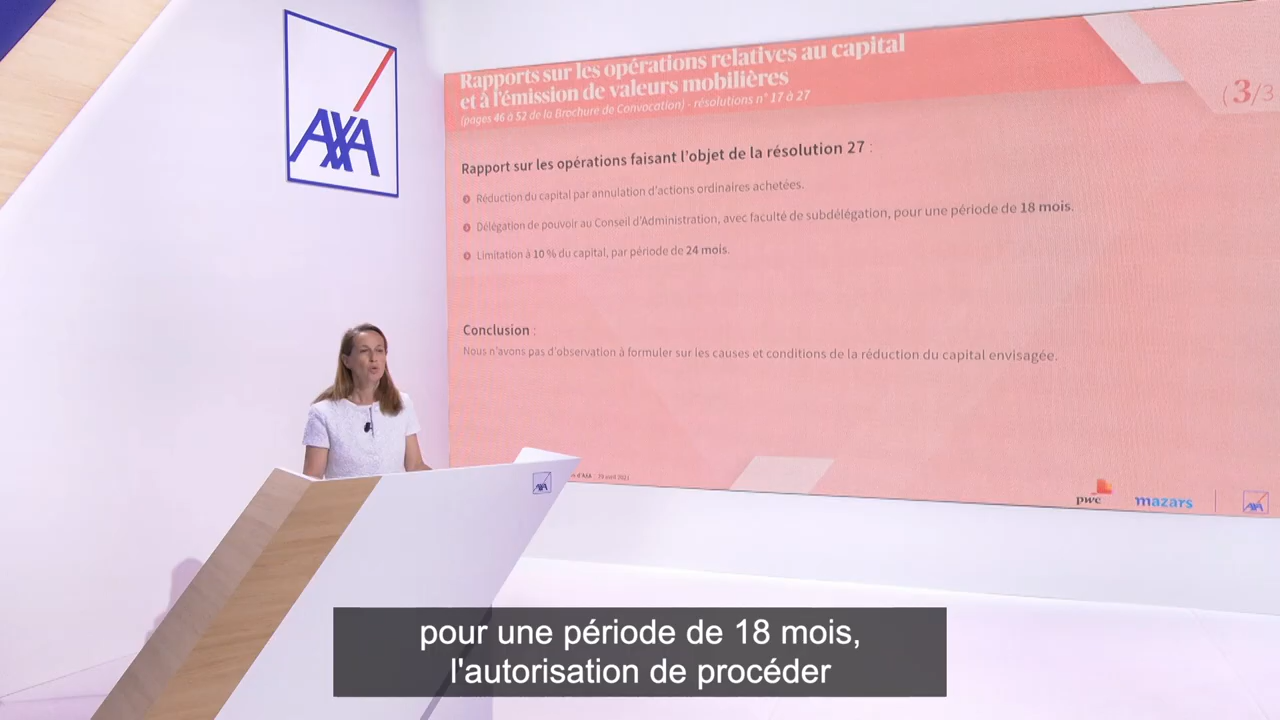 AXA
Rapports sur les opérations relatives au capital
et à l'émission de valeurs mobilières
(pages 46 à 52 de la Brochure de Convocation) - résolutions n° 17 à 27
(3/3
Rapport sur les opérations faisant l'objet de la résolution 27 :
Réduction du capital par annulation d'actions ordinaires achetées.
Délégation de pouvoir au Conseil d'Administration, avec faculté de subdélégation, pour une période de 18 mois.
Limitation à 10 % du capital, par période de 24 mois.
Conclusion :
Nous n'avons pas d'observation à formuler sur les causes et conditions de la réduction du capital envisagée.
AXA
d'AXA
pwc
mazars
AXA
pour une période de 18 mois,
l'autorisation de procéder